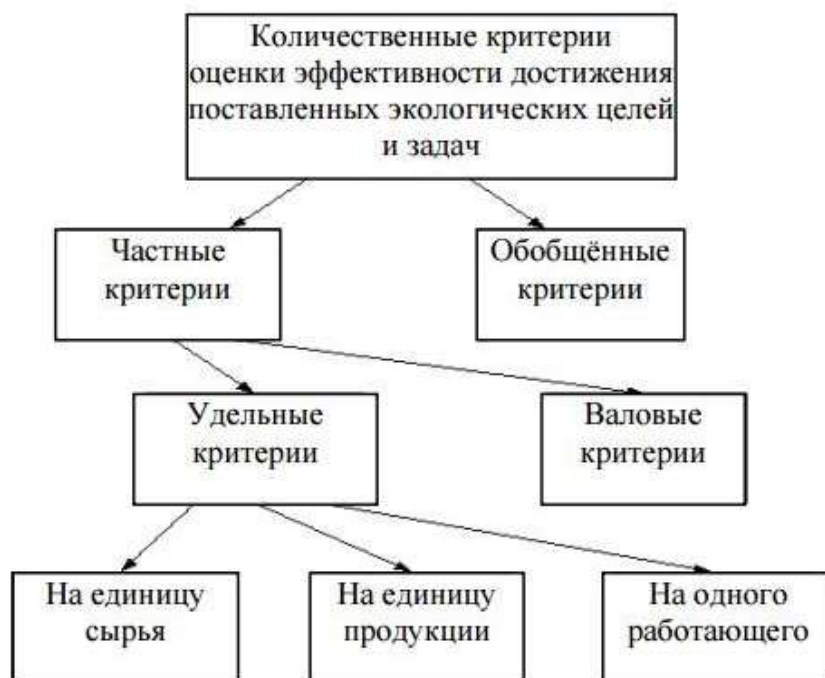 Количественные критерии
оценки эффективности достижения
поставленных экологических целей
и задач
Частные
критерии
Обобщённые
критерии
Удельные
критерии
Валовые
критерии
На единицу
сырья
На единицу
продукции
На одного
работающего